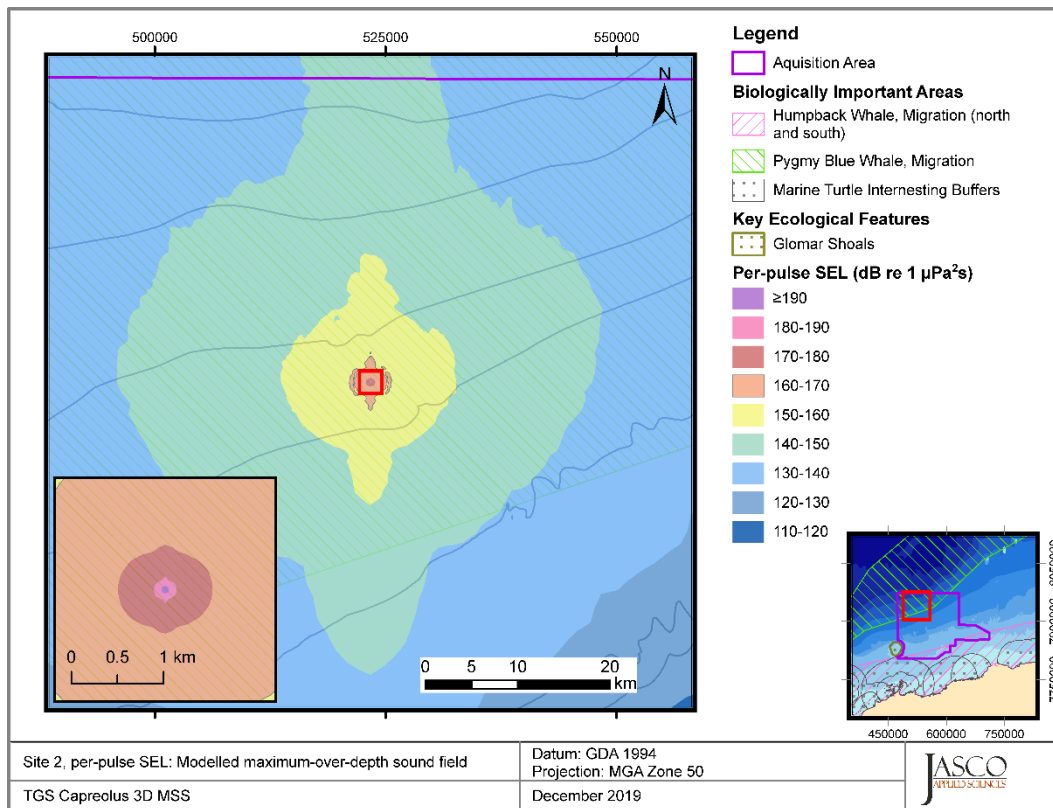 500000 525000 550000
N
0 0.5 1 km
0 5 10 20
km
Legend
Aquisition Area
Biologically Important Areas
Humpback Whale, Migration (north
and south)
Pygmy Blue Whale, Migration
Marine Turtle Internesting Buffers
Key Ecological Features
Glomar Shoals
Per-pulse SEL (dB re 1 µPa²s)
≥190
180-190
170-180
160-170
150-160
140-150
130-140
120-130
110-120
8050000
7900000
7750000
450000 600000 750000
Site 2, per-pulse SEL: Modelled maximum-over-depth sound field
Datum: GDA 1994
Projection: MGA Zone 50
TGS Capreolus 3D MSS
December 2019
JASCO
APPLIED SCIENCES